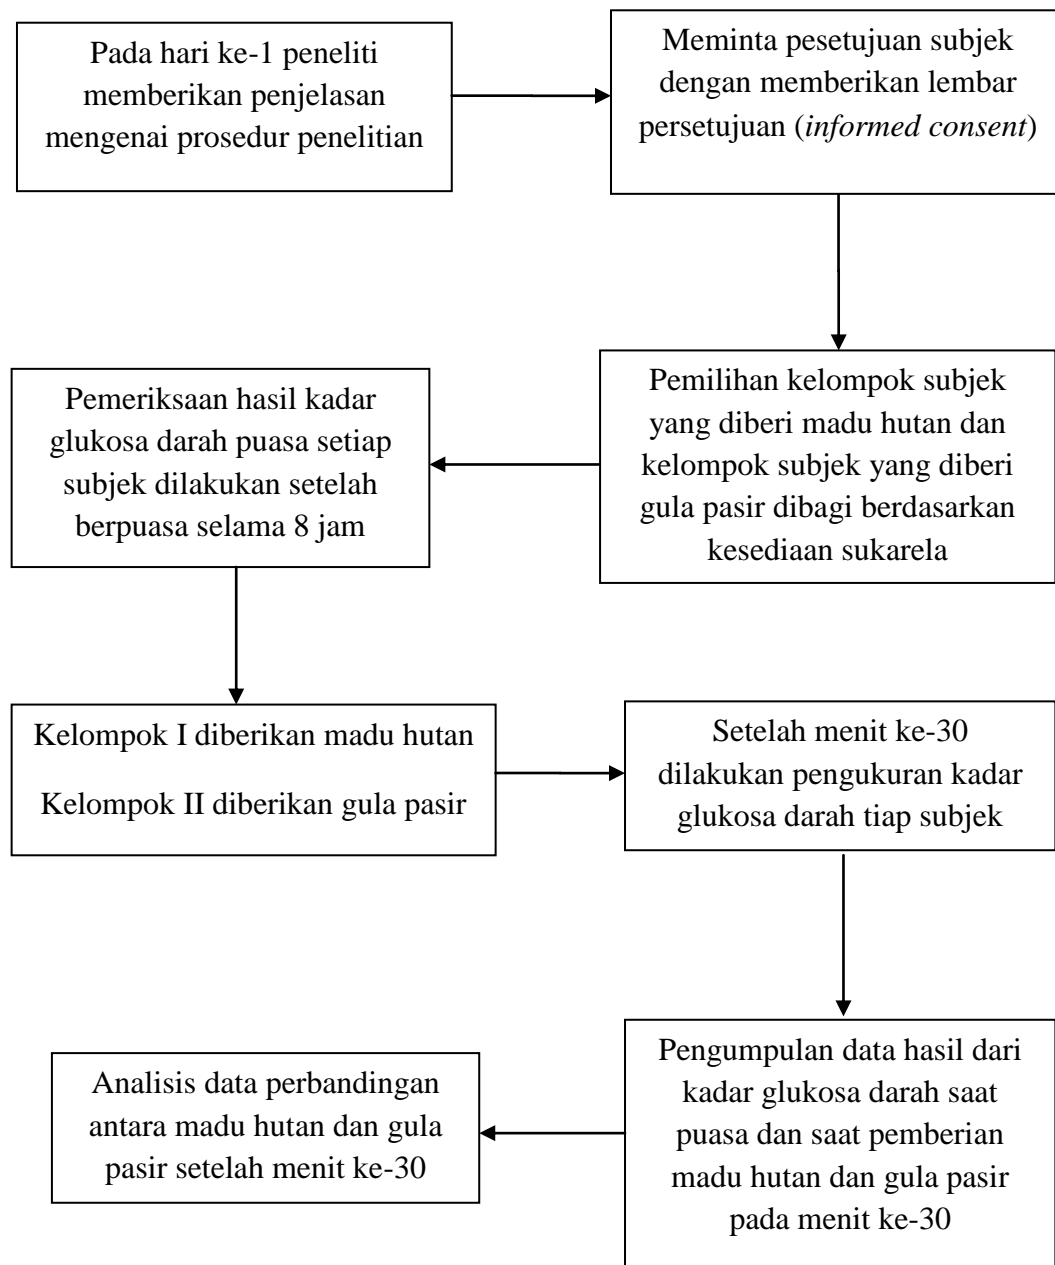 Pada hari ke-1 peneliti
memberikan penjelasan
mengenai prosedur penelitian
Meminta pesetujuan subjek
dengan memberikan lembar
persetujuan (informed consent)
Pemilihan kelompok subjek
yang diberi madu hutan dan
kelompok subjek yang diberi
gula pasir dibagi berdasarkan
kesediaan sukarela
Pemeriksaan hasil kadar
glukosa darah puasa setiap
subjek dilakukan setelah
berpuasa selama 8 jam
Kelompok I diberikan madu hutan
Kelompok II diberikan gula pasir
Setelah menit ke-30
dilakukan pengukuran kadar
glukosa darah tiap subjek
Pengumpulan data hasil dari
kadar glukosa darah saat
puasa dan saat pemberian
madu hutan dan gula pasir
pada menit ke-30
Analisis data perbandingan
antara madu hutan dan gula
pasir setelah menit ke-30